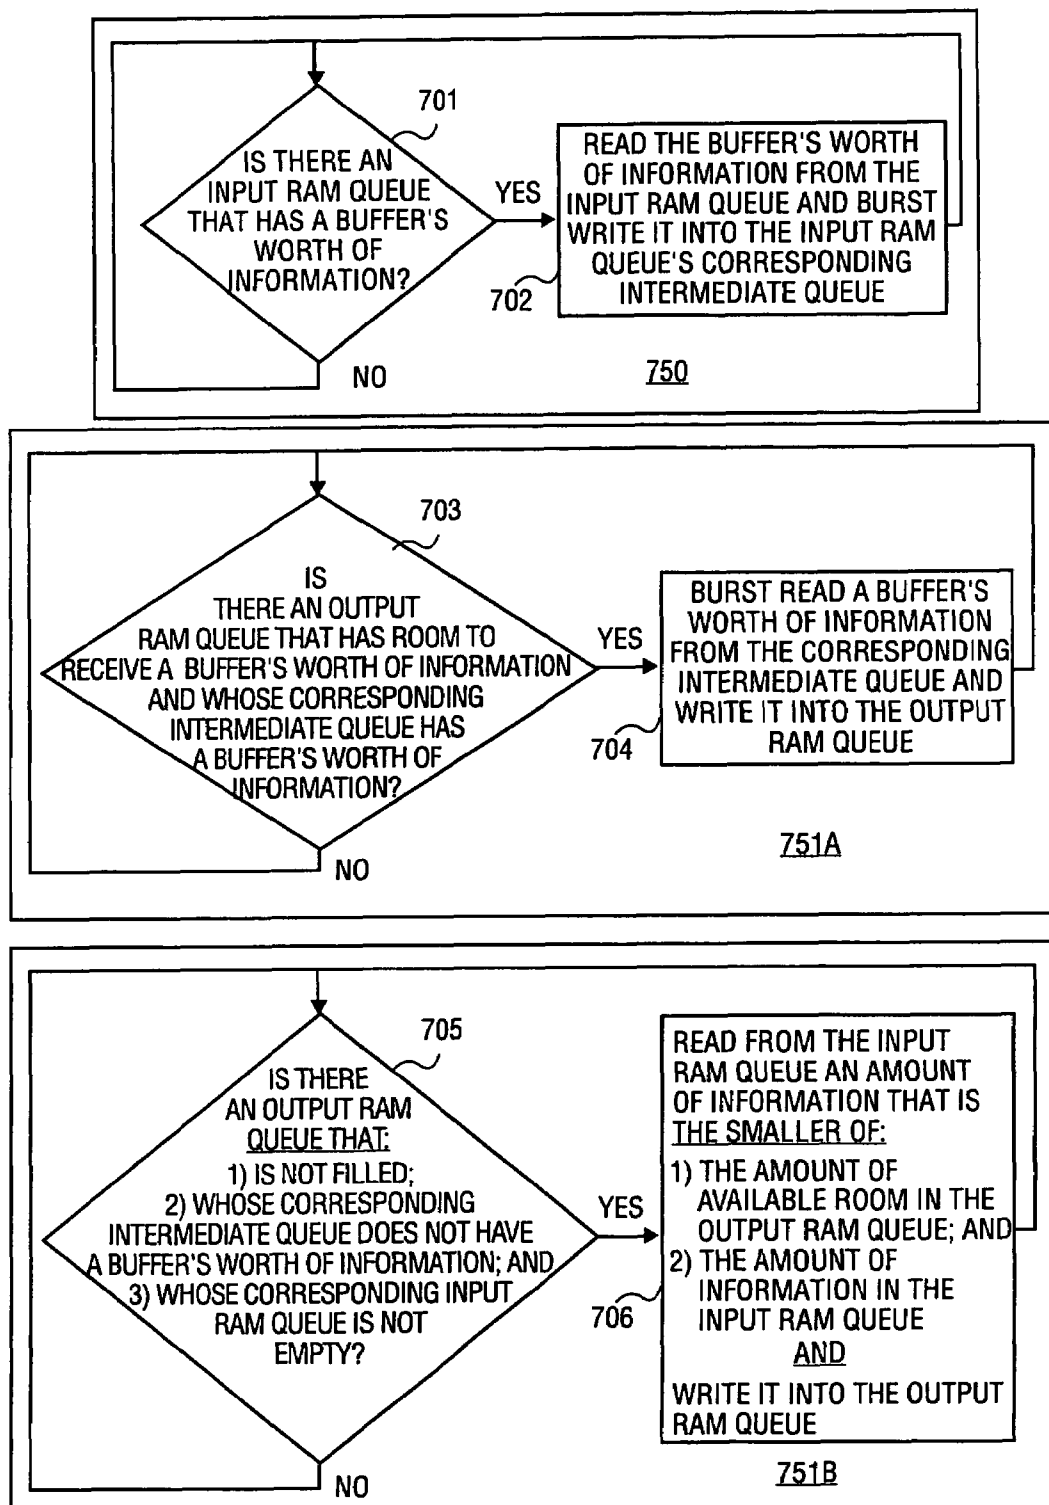 701
IS THERE AN
INPUT RAM QUEUE
THAT HAS A BUFFER'S
WORTH OF
INFORMATION?
YES
READ THE BUFFER'S WORTH
OF INFORMATION FROM THE
INPUT RAM QUEUE AND BURST
WRITE IT INTO THE INPUT RAM
QUEUE'S CORRESPONDING
INTERMEDIATE QUEUE
702
NO
750
703
IS
THERE AN OUTPUT
RAM QUEUE THAT HAS ROOM TO
RECEIVE A BUFFER'S WORTH OF INFORMATION
AND WHOSE CORRESPONDING
INTERMEDIATE QUEUE HAS
A BUFFER'S WORTH OF
INFORMATION?
YES
BURST READ A BUFFER'S
WORTH OF INFORMATION
FROM THE CORRESPONDING
INTERMEDIATE QUEUE AND
WRITE IT INTO THE OUTPUT
RAM QUEUE
704
NO
751A
705
IS THERE
AN OUTPUT RAM
QUEUE THAT:
1) IS NOT FILLED;
2) WHOSE CORRESPONDING
INTERMEDIATE QUEUE DOES NOT HAVE
A BUFFER'S WORTH OF INFORMATION; AND
3) WHOSE CORRESPONDING INPUT
RAM QUEUE IS NOT
EMPTY?
YES
READ FROM THE INPUT
RAM QUEUE AN AMOUNT
OF INFORMATION THAT IS
THE SMALLER OF:
1) THE AMOUNT OF
AVAILABLE ROOM IN THE
OUTPUT RAM QUEUE; AND
2) THE AMOUNT OF
INFORMATION IN THE
INPUT RAM QUEUE
AND
WRITE IT INTO THE OUTPUT
RAM QUEUE
706
NO
751B